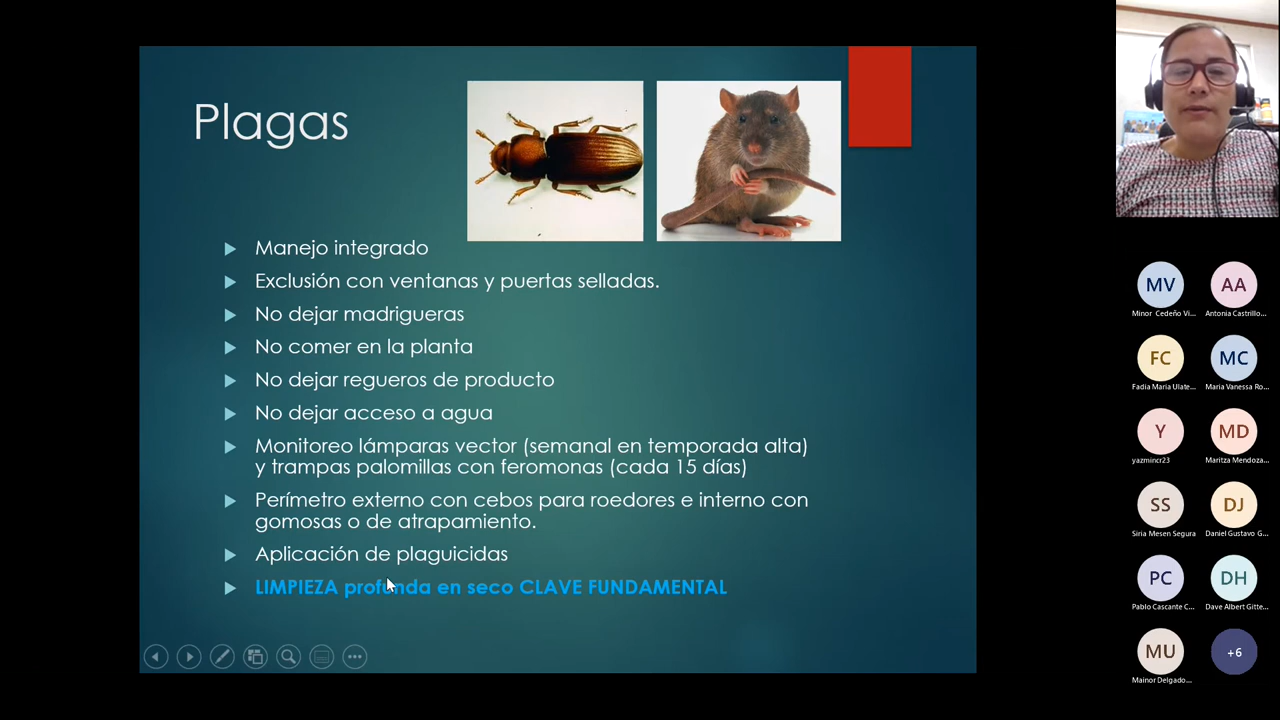 Plagas
Manejo integrado
Exclusión con ventanas y puertas selladas.
No dejar madrigueras
No comer en la planta
No dejar regueros de producto
No dejar acceso a agua
Monitoreo lámparas vector (semanal en temporada alta)
y trampas palomillas con feromonas (cada 15 días)
Perímetro externo con cebos para roedores e interno con
gomosas o de atrapamiento.
Aplicación de plaguicidas
LIMPIEZA profunda en seco CLAVE FUNDAMENTAL
MV
Minor Cedeño Vi...
AA
Antonia Castrillo...
FC
Fadia Maria Ulate...
MC
Maria Vanessa Ro...
Y
yazmincr23
MD
Maritza Mendoza...
SS
Siria Mesen Segura
DJ
Daniel Gustavo G...
PC
Pablo Cascante C...
DH
Dave Albert Gitte...
MU
Mainor Delgado...
+6